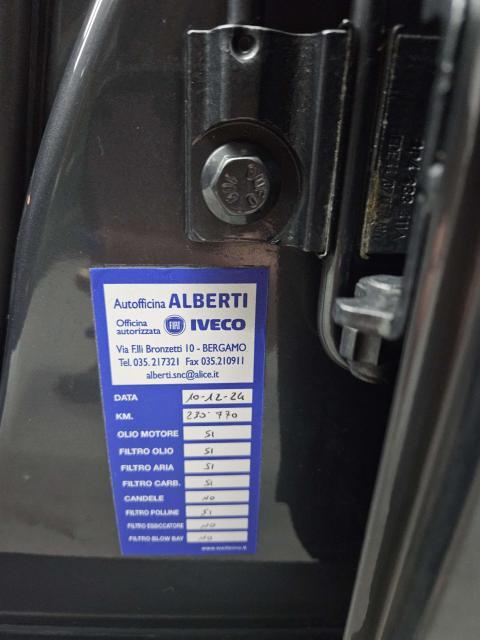 Autofficina ALBERTI
Officina autorizzata FIAT IVECO
Via F.lli Bronzetti 10 - BERGAMO
Tel. 035.217321 Fax 035.210911
alberti.snc@alice.it
DATA 10-12-24
KM. 230.770
OLIO MOTORE SI
FILTRO OLIO SI
FILTRO ARIA SI
FILTRO CARB. SI
CANDELE NO
FILTRO POLLINE SI
FILTRO ESSICCATORE NO
FILTRO BLOW BAY NO